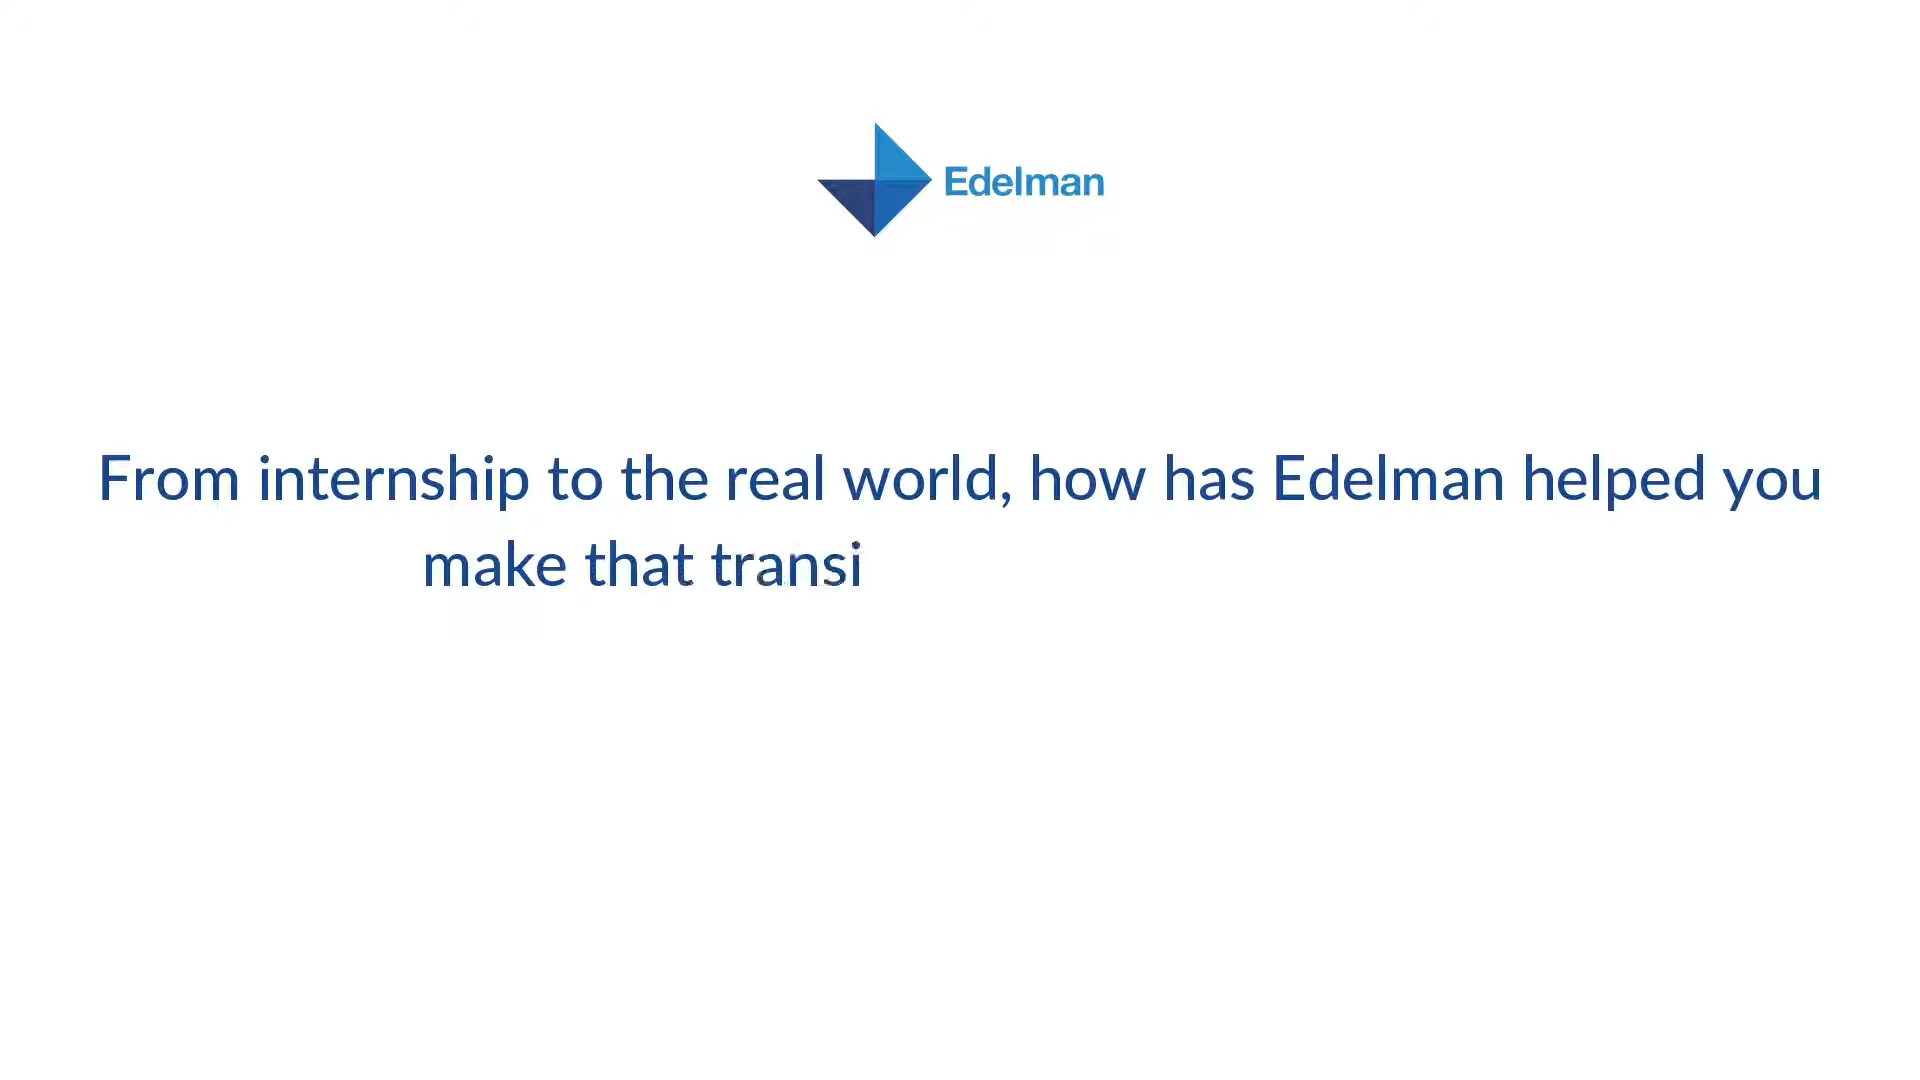 Edelman
From internship to the real world, how has Edelman helped you
make that transi